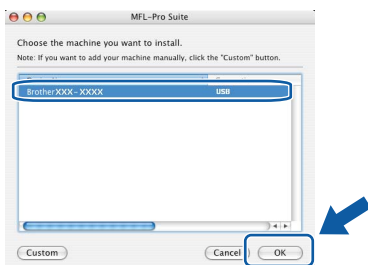 MFL-Pro Suite
Choose the machine you want to install.
Note: If you want to add your machine manually, click the "Custom" button.
BrotherXXX-XXXX USB
Custom Cancel OK